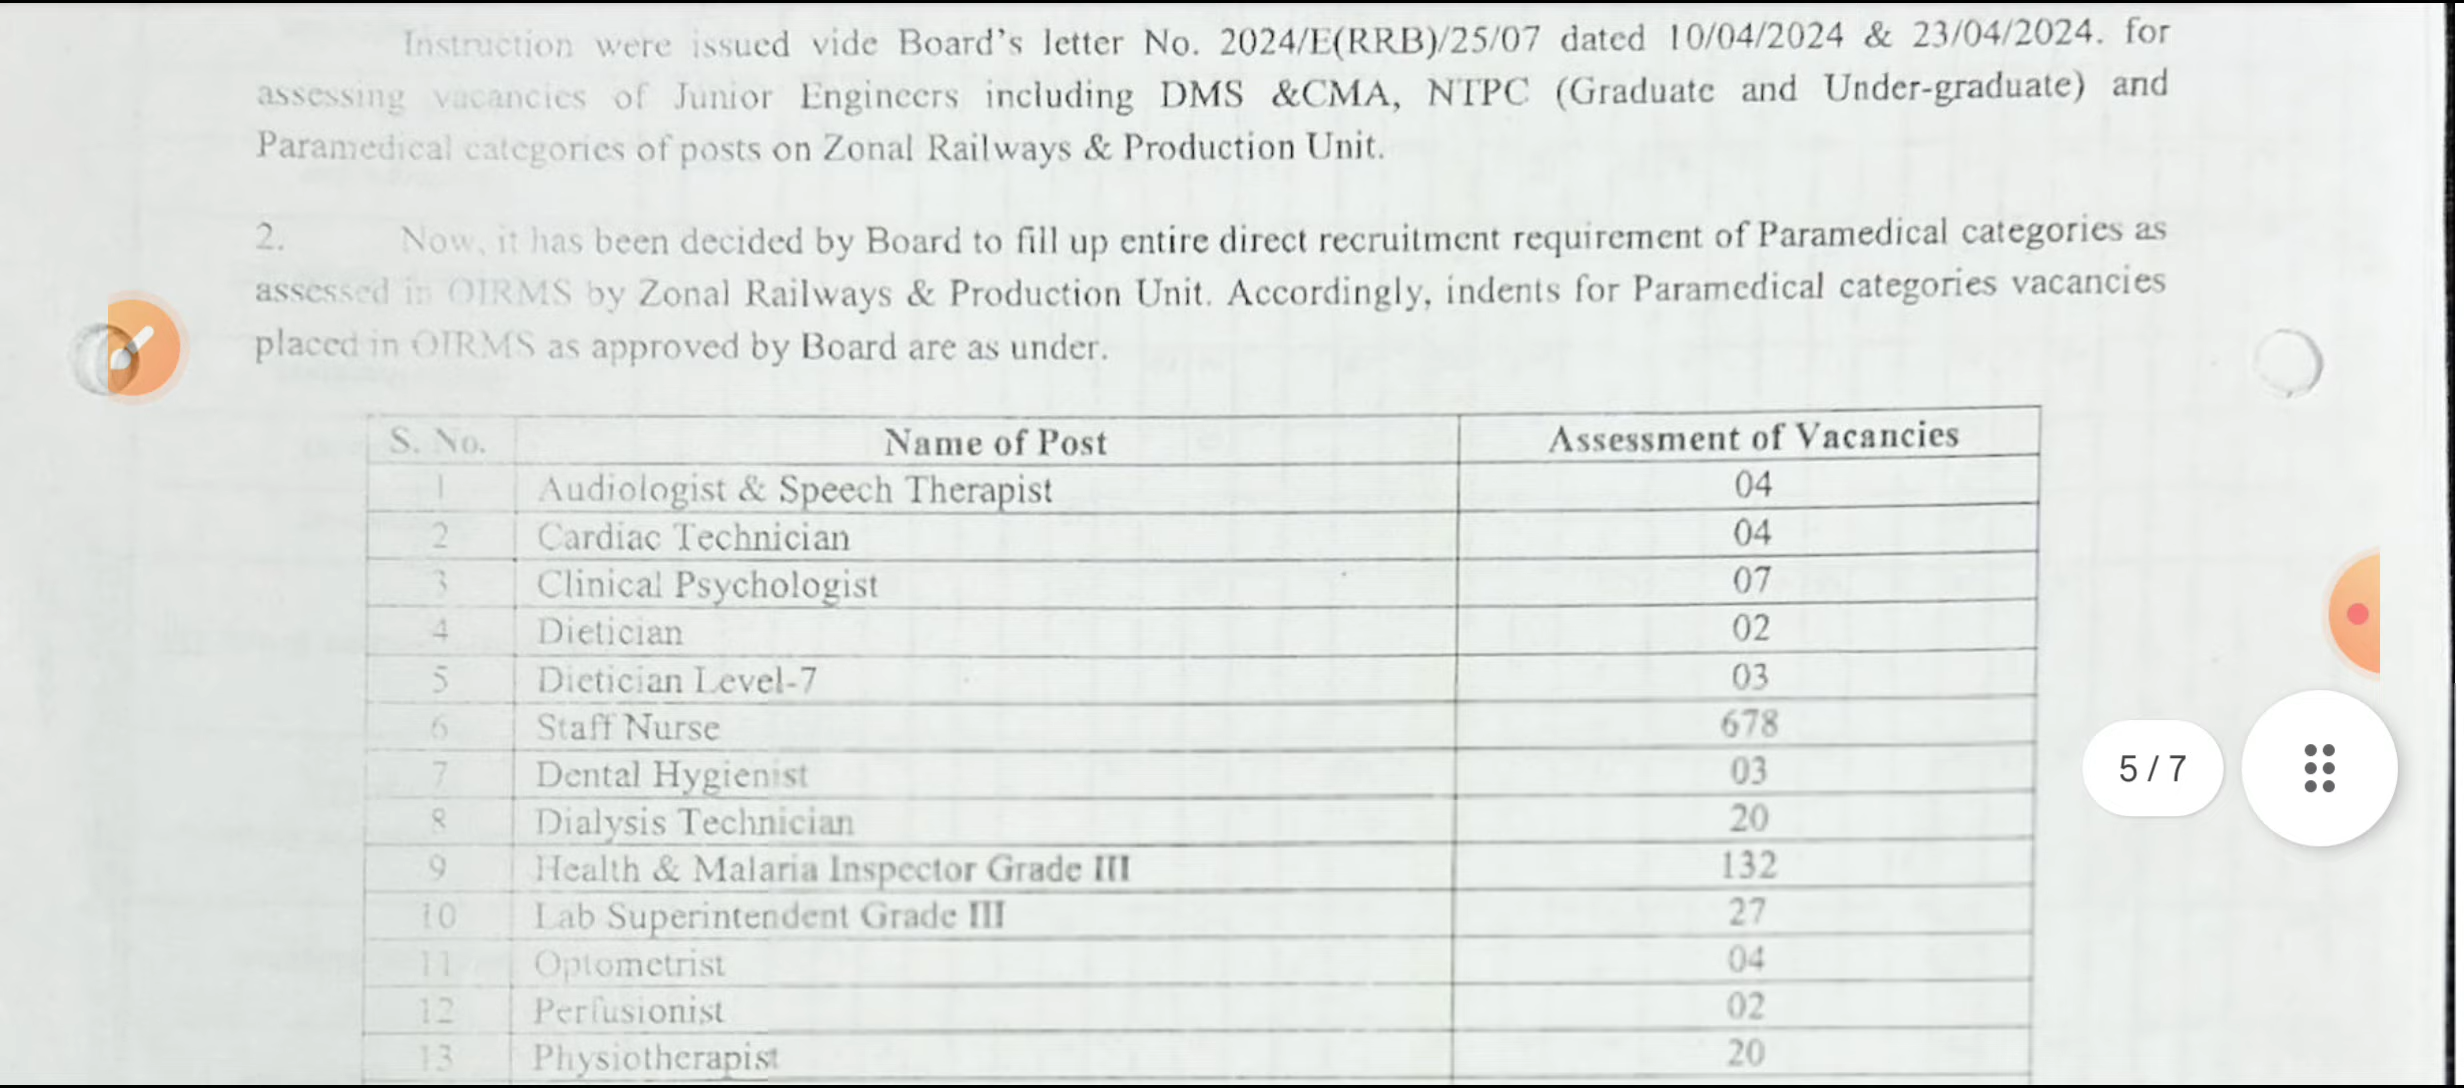 Instruction were issued vide Board's letter No. 2024/E(RRB)/25/07 dated 10/04/2024 & 23/04/2024. for
assessing vacancies of Junior Engineers including DMS &CMA, NTPC (Graduate and Under-graduate) and
Paramedical categories of posts on Zonal Railways & Production Unit.
2. Now, it has been decided by Board to fill up entire direct recruitment requirement of Paramedical categories as
assessed in OIRMS by Zonal Railways & Production Unit. Accordingly, indents for Paramedical categories vacancies
placed in OIRMS as approved by Board are as under.
S. No. Name of Post Assessment of Vacancies
1 Audiologist & Speech Therapist 04
2 Cardiac Technician 04
3 Clinical Psychologist 07
4 Dietician 02
5 Dietician Level-7 03
6 Staff Nurse 678
7 Dental Hygienist 03
8 Dialysis Technician 20
9 Health & Malaria Inspector Grade III 132
10 Lab Superintendent Grade III 27
11 Optometrist 04
12 Perfusionist 02
13 Physiotherapist 20
5 / 7